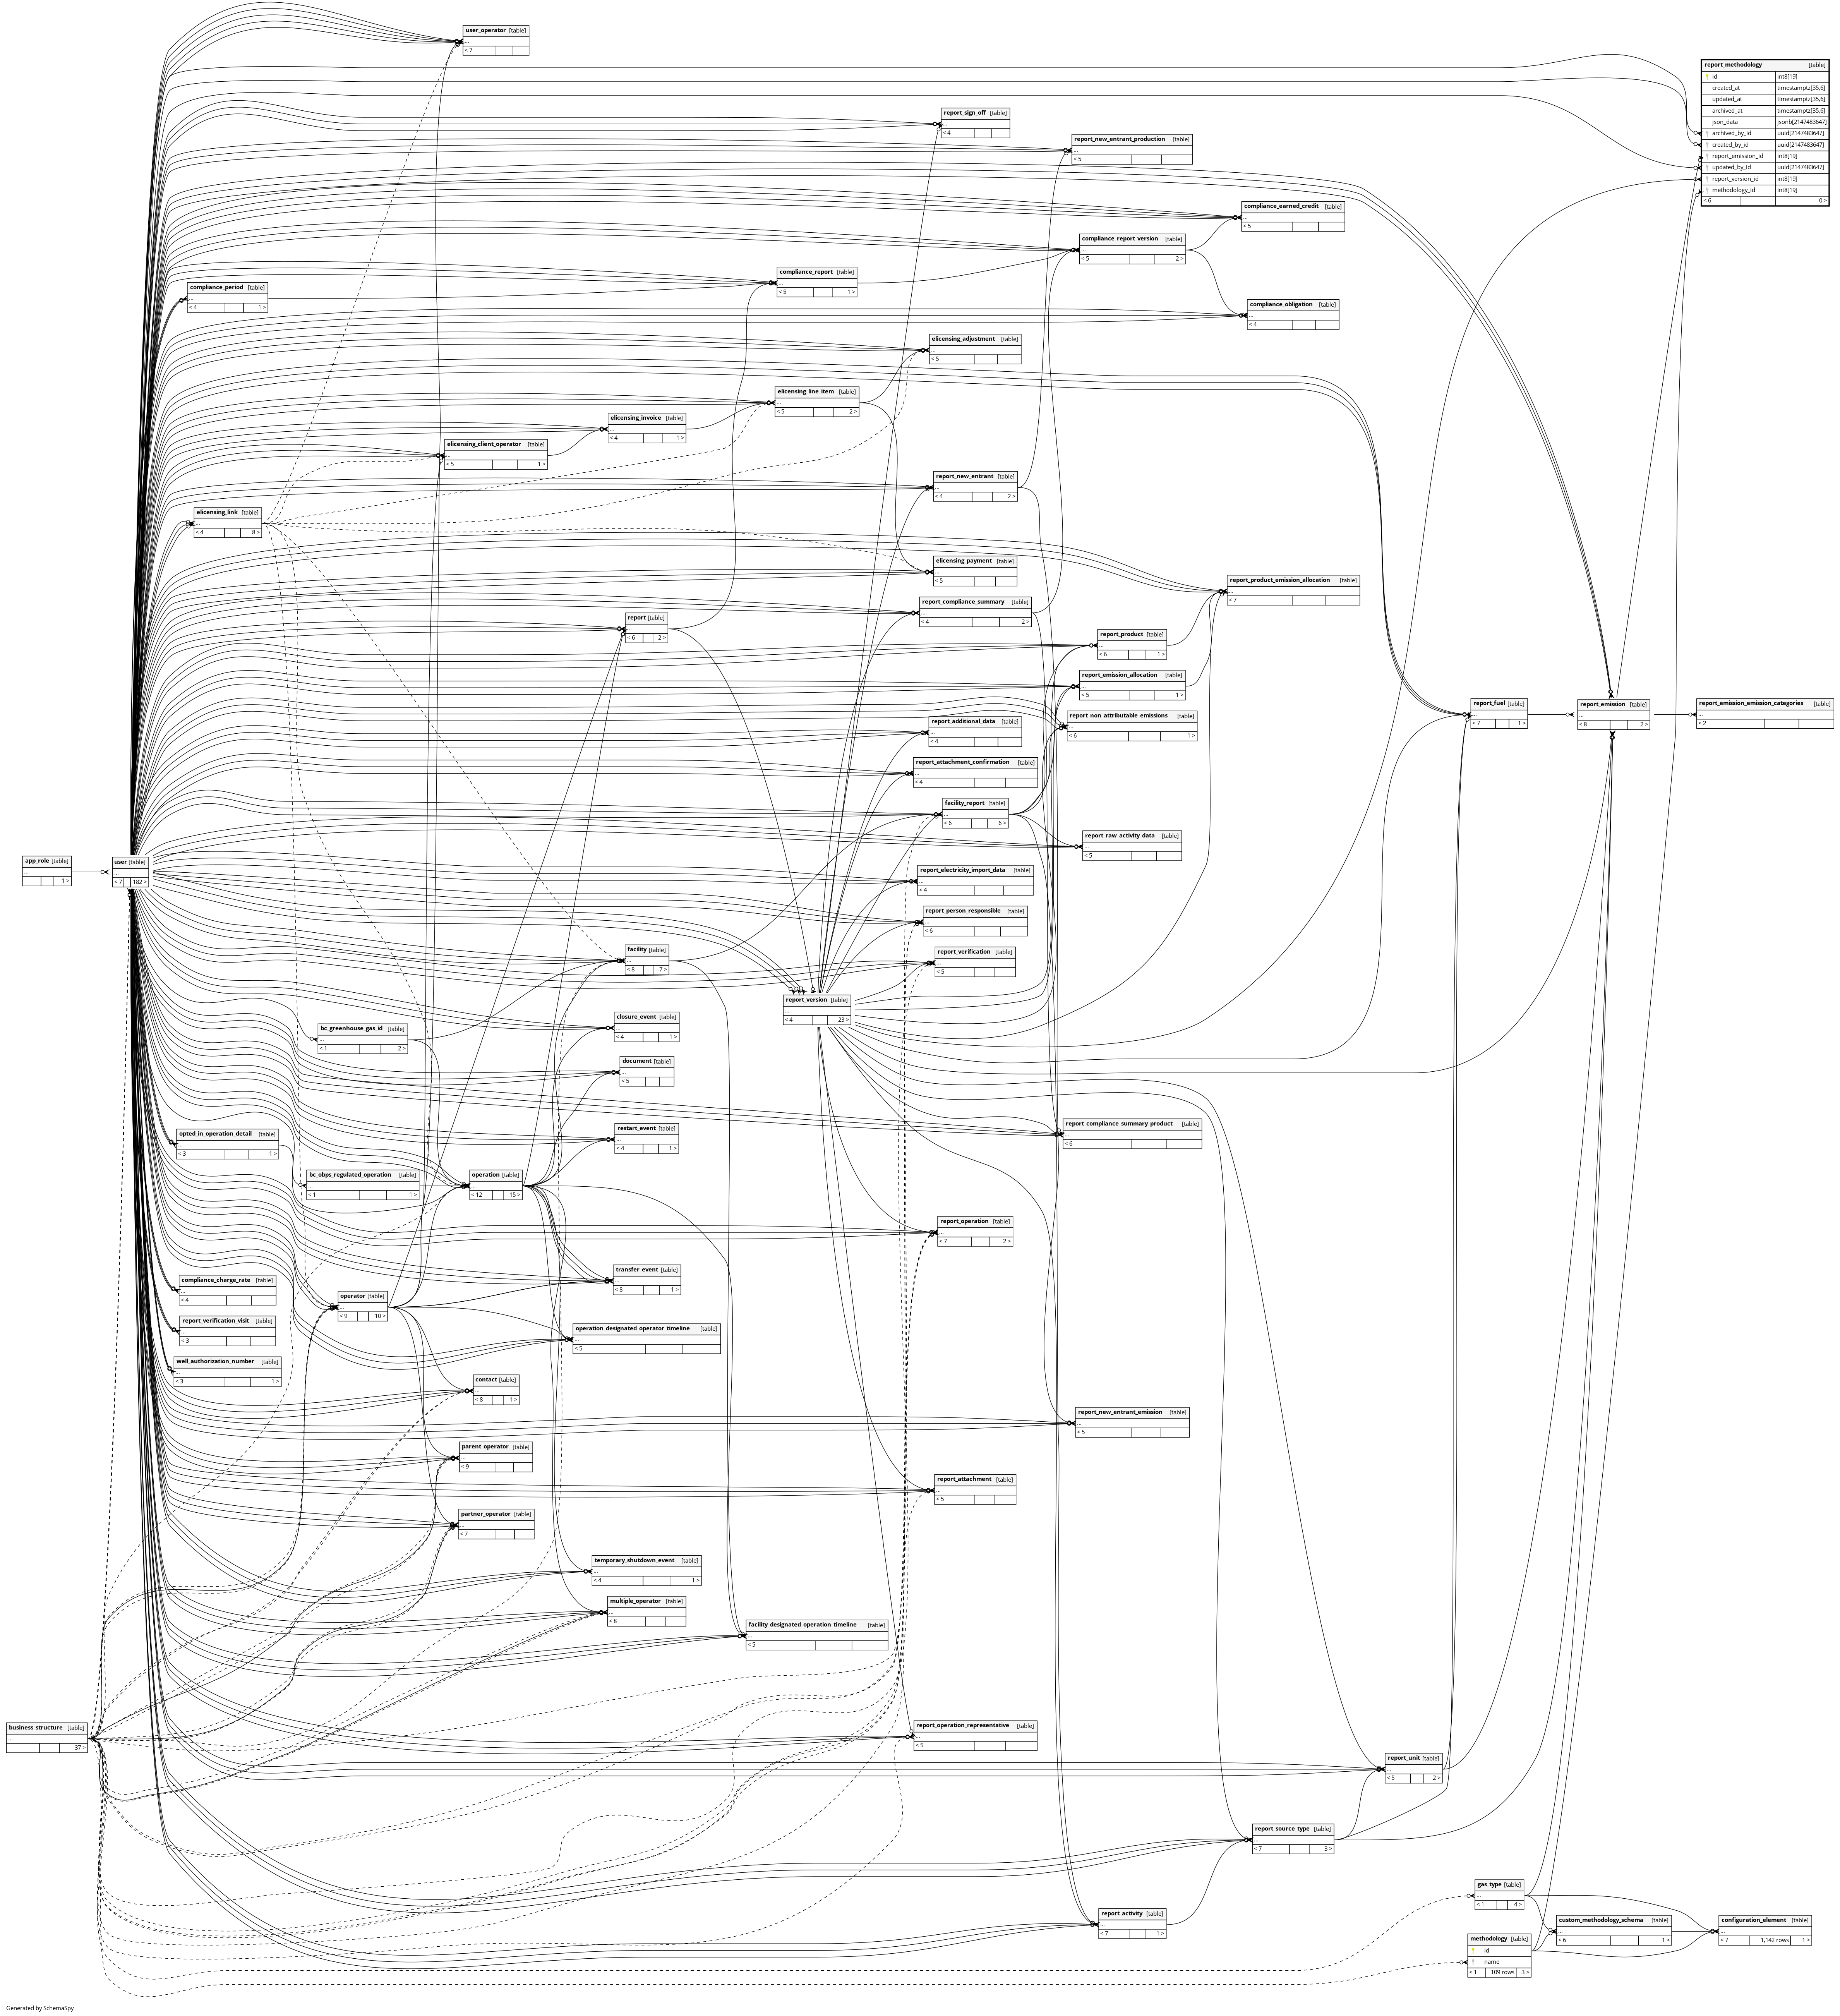 user_operator [table]
...
< 7
report_methodology [table]
id int8[19]
created_at timestamptz[35,6]
updated_at timestamptz[35,6]
archived_at timestamptz[35,6]
json_data jsonb[2147483647]
archived_by_id uuid[2147483647]
created_by_id uuid[2147483647]
report_emission_id int8[19]
updated_by_id uuid[2147483647]
report_version_id int8[19]
methodology_id int8[19]
< 6 0 >
report_sign_off [table]
...
< 4
report_new_entrant_production [table]
...
< 5
compliance_earned_credit [table]
...
< 5
compliance_report_version [table]
...
< 5 2 >
compliance_report [table]
...
< 5 1 >
compliance_period [table]
...
< 4 1 >
compliance_obligation [table]
...
< 4
elicensing_adjustment [table]
...
< 5
elicensing_line_item [table]
...
< 5 2 >
elicensing_invoice [table]
...
< 4 1 >
elicensing_client_operator [table]
...
< 5 1 >
report_new_entrant [table]
...
< 4 2 >
elicensing_link [table]
...
< 4 8 >
elicensing_payment [table]
...
< 5
report_product_emission_allocation [table]
...
< 7
report_compliance_summary [table]
...
< 4 2 >
report [table]
...
< 6 2 >
report_product [table]
...
< 6 1 >
report_emission_allocation [table]
...
< 5 1 >
report_fuel [table]
...
< 7 1 >
report_emission [table]
...
< 8 2 >
report_emission_emission_categories [table]
...
< 2
report_non_attributable_emissions [table]
...
< 6 1 >
report_additional_data [table]
...
< 4
report_attachment_confirmation [table]
...
< 4
facility_report [table]
...
< 6 6 >
report_raw_activity_data [table]
...
< 5
app_role [table]
...
1 >
user [table]
...
< 7 182 >
report_electricity_import_data [table]
...
< 4
report_person_responsible [table]
...
< 6
facility [table]
...
< 8 7 >
report_verification [table]
...
< 5
report_version [table]
...
< 4 23 >
closure_event [table]
...
< 4 1 >
bc_greenhouse_gas_id [table]
...
< 1 2 >
document [table]
...
< 5
report_compliance_summary_product [table]
...
< 6
restart_event [table]
...
< 4 1 >
opted_in_operation_detail [table]
...
< 3 1 >
bc_obps_regulated_operation [table]
...
< 1 1 >
operation [table]
...
< 12 15 >
report_operation [table]
...
< 7 2 >
transfer_event [table]
...
< 8 1 >
compliance_charge_rate [table]
...
< 4
operator [table]
...
< 9 10 >
report_verification_visit [table]
...
< 3
operation_designated_operator_timeline [table]
...
< 5
well_authorization_number [table]
...
< 3 1 >
contact [table]
...
< 8 1 >
report_new_entrant_emission [table]
...
< 5
parent_operator [table]
...
< 9
report_attachment [table]
...
< 5
partner_operator [table]
...
< 7
temporary_shutdown_event [table]
...
< 4 1 >
multiple_operator [table]
...
< 8
facility_designated_operation_timeline [table]
...
< 5
business_structure [table]
...
37 >
report_operation_representative [table]
...
< 5
report_unit [table]
...
< 5 2 >
report_source_type [table]
...
< 7 3 >
gas_type [table]
...
< 1 4 >
report_activity [table]
...
< 7 1 >
custom_methodology_schema [table]
...
< 6 1 >
configuration_element [table]
...
< 7 1,142 rows 1 >
methodology [table]
id
name
< 1 109 rows 3 >
Generated by SchemaSpy